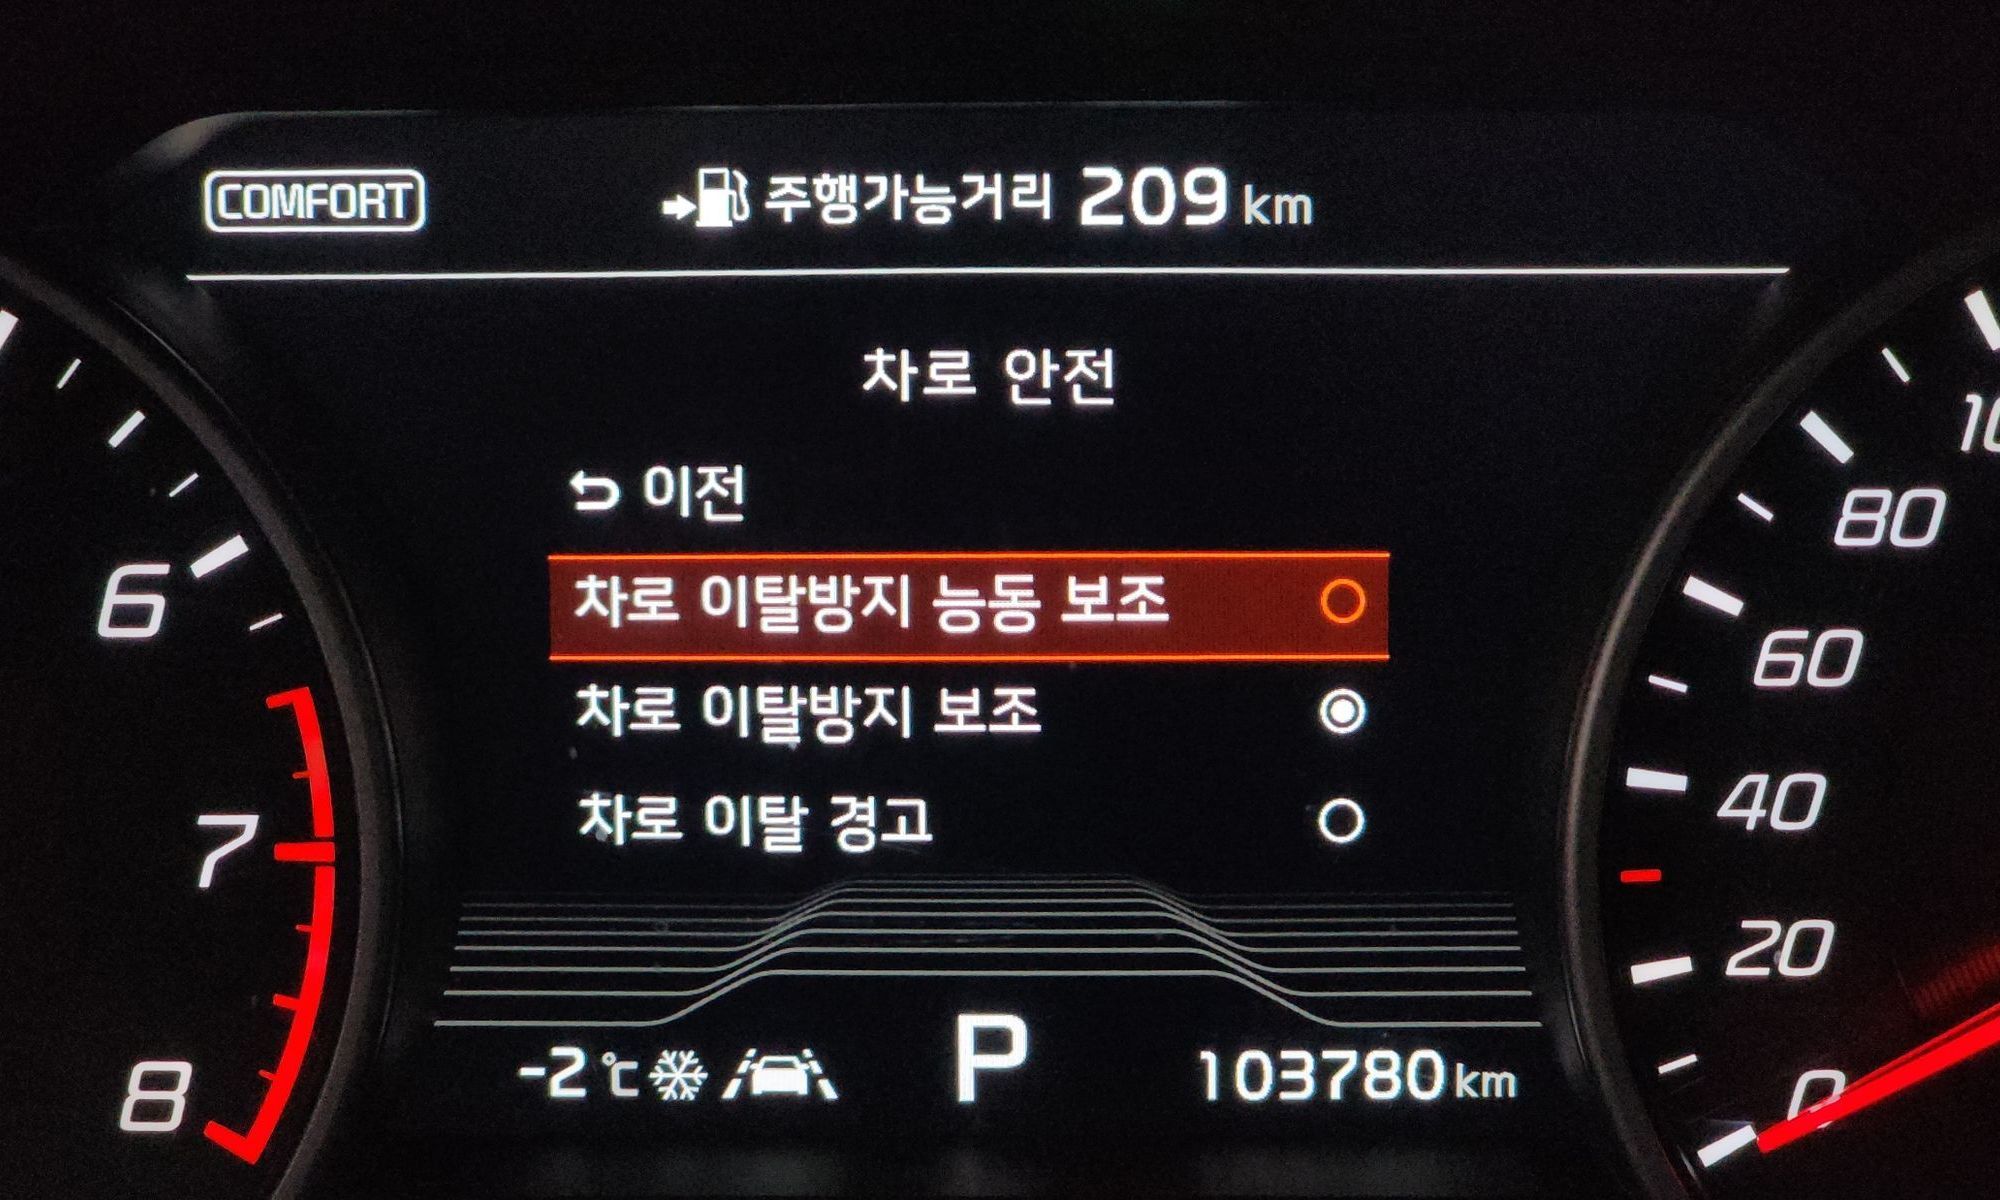 COMFORT
주행가능거리 209 km
차로 안전
이전
차로 이탈방지 능동 보조
차로 이탈방지 보조
차로 이탈 경고
6
7
8
80
60
40
20
0
-2 ℃
P
103780 km